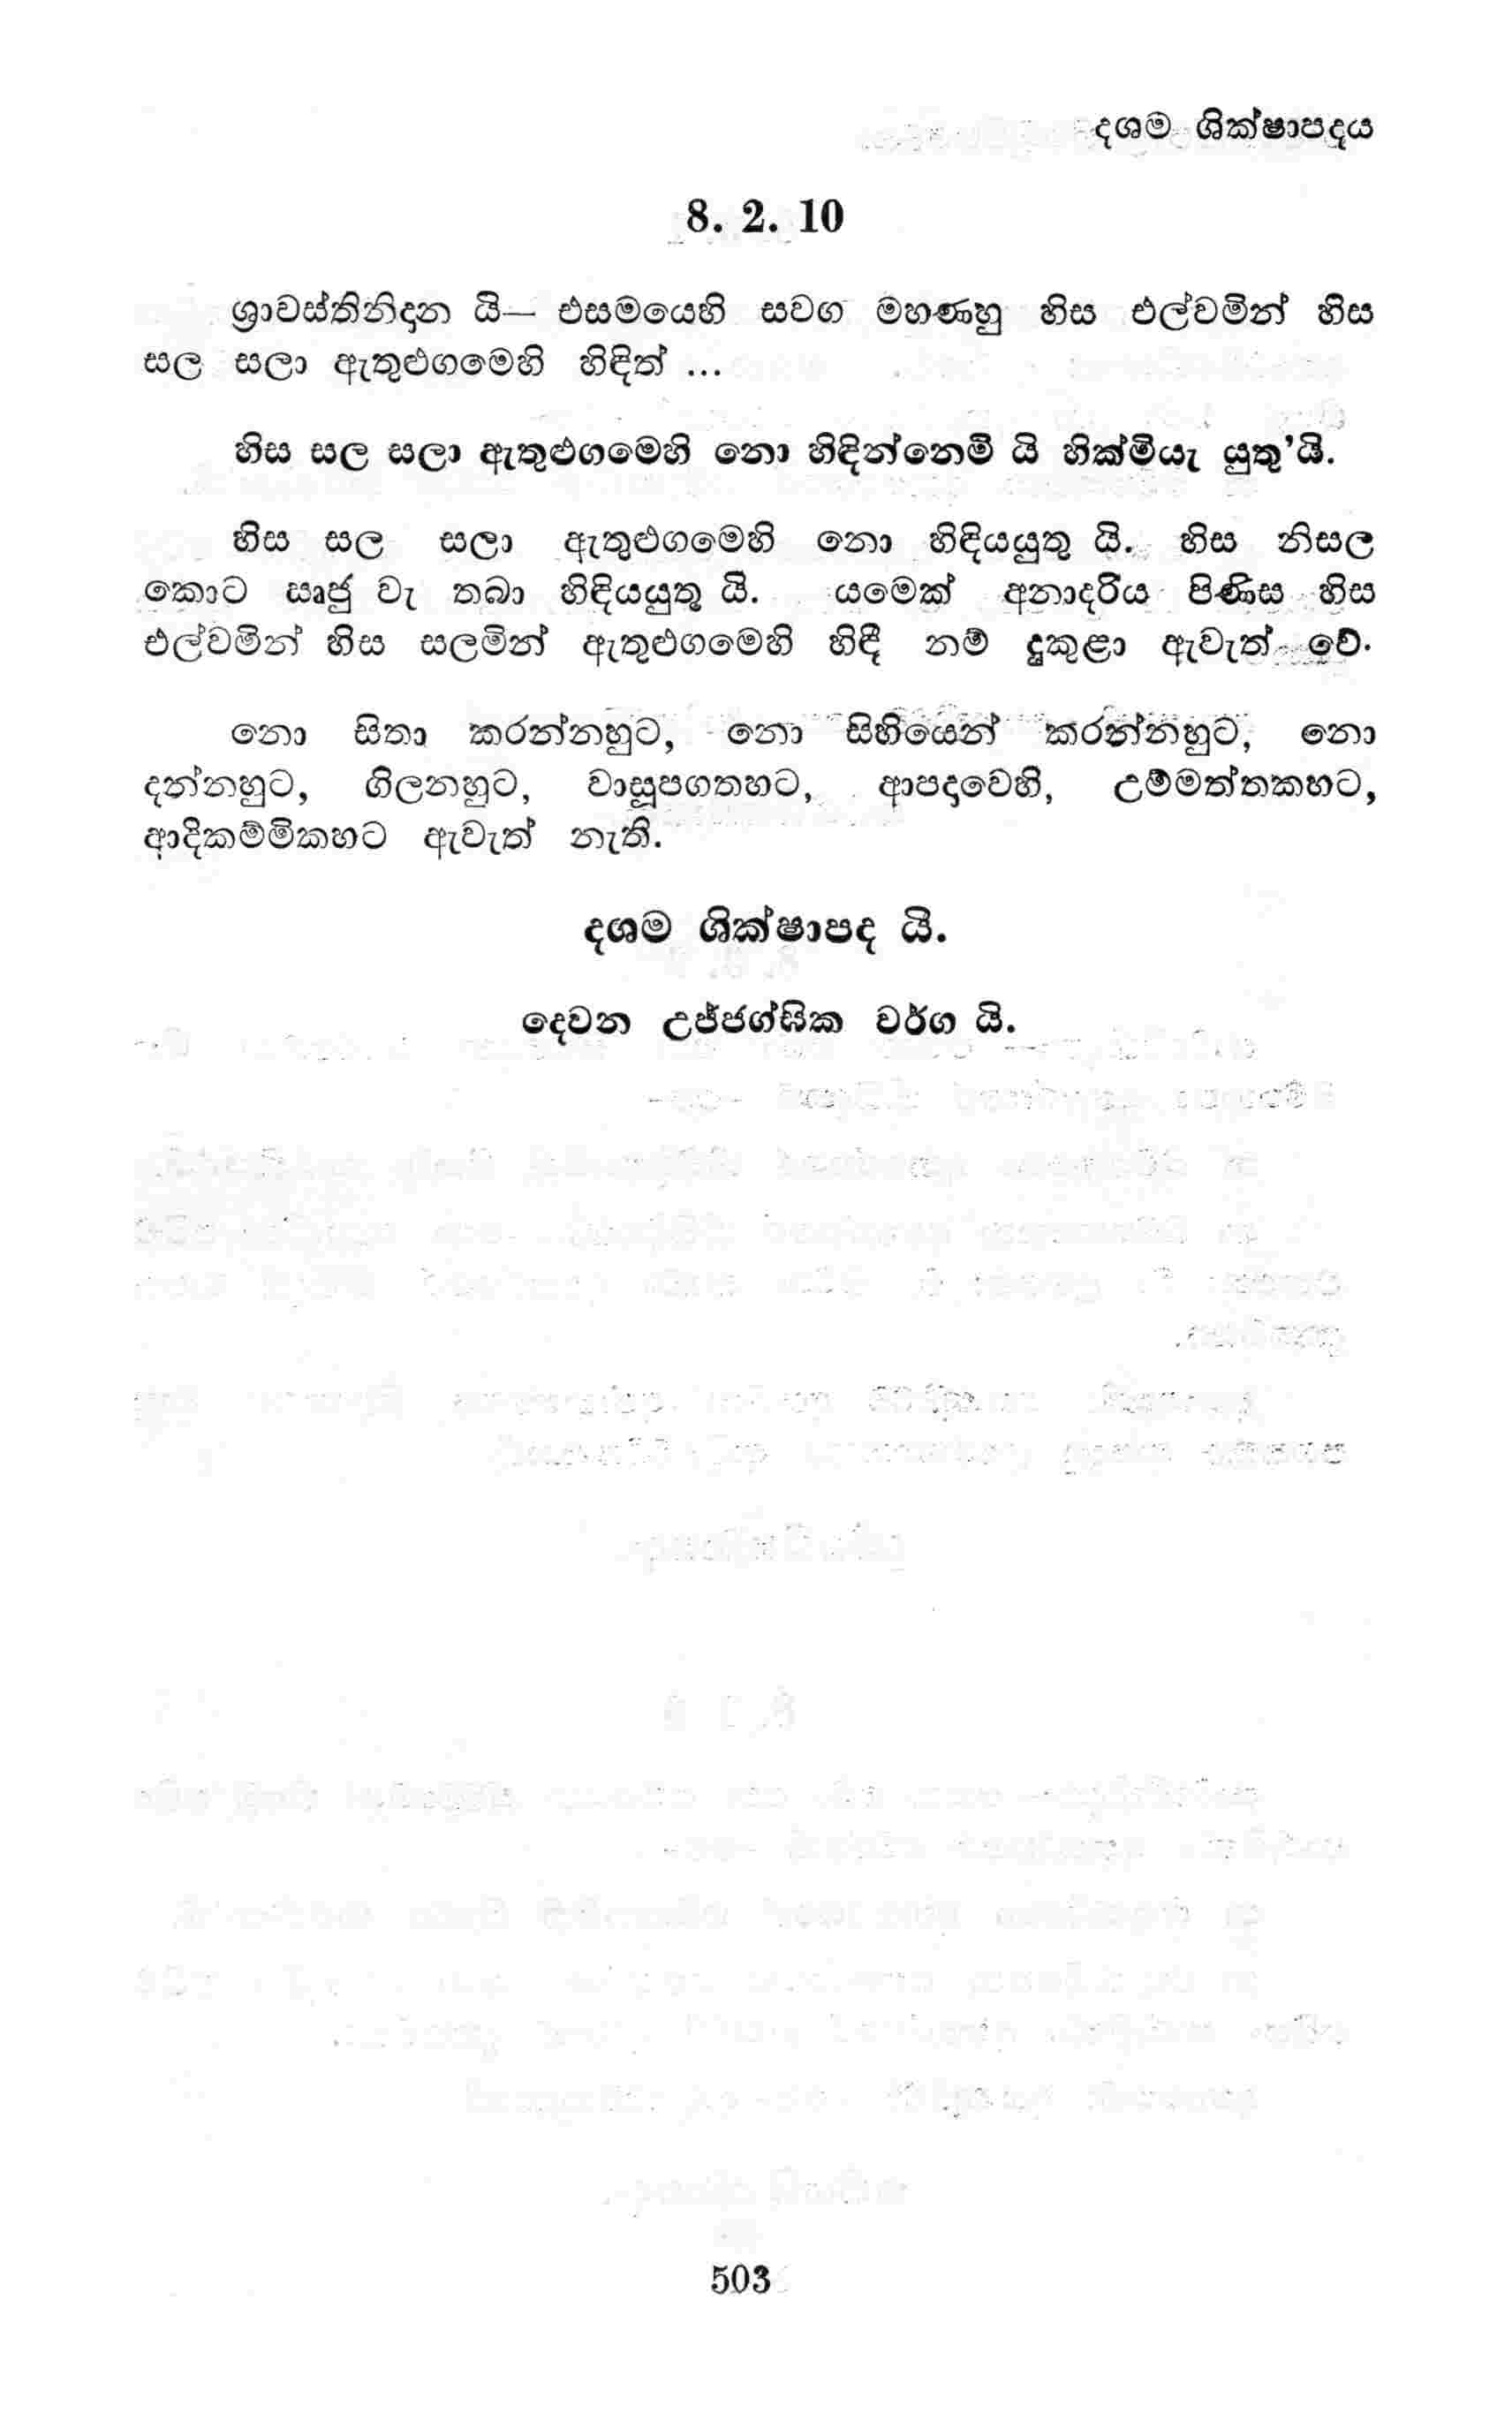 දශම ශික්ෂාපදය
8. 2. 10
ශ්‍රාවස්තිනිදාන යි— එසමයෙහි සවග මහණහු හිස එල්වමින් හිස
සල සලා ඇතුළුගමෙහි හිඳිත් ...
හිස සල සලා ඇතුළුගමෙහි නො හිඳින්නෙමි යි හික්මියැ යුතු’යි.
හිස සල සලා ඇතුළුගමෙහි නො හිඳියයුතු යි. හිස නිසල
කොට ඍජු වැ තබා හිඳියයුතු යි. යමෙක් අනාදරිය පිණිස හිස
එල්වමින් හිස සලමින් ඇතුළුගමෙහි හිඳී නම් දුකුළා ඇවැත් වේ.
නො සිතා කරන්නහුට, නො සිහියෙන් කරන්නහුට, නො
දන්නහුට, ගිලනහුට, වාසූපගතහට, ආපදාවෙහි, උම්මත්තකහට,
ආදිකම්මිකහට ඇවැත් නැති.
දශම ශික්ෂාපද යි.
දෙවන උජ්ජග්ඝික වර්ග යි.
503